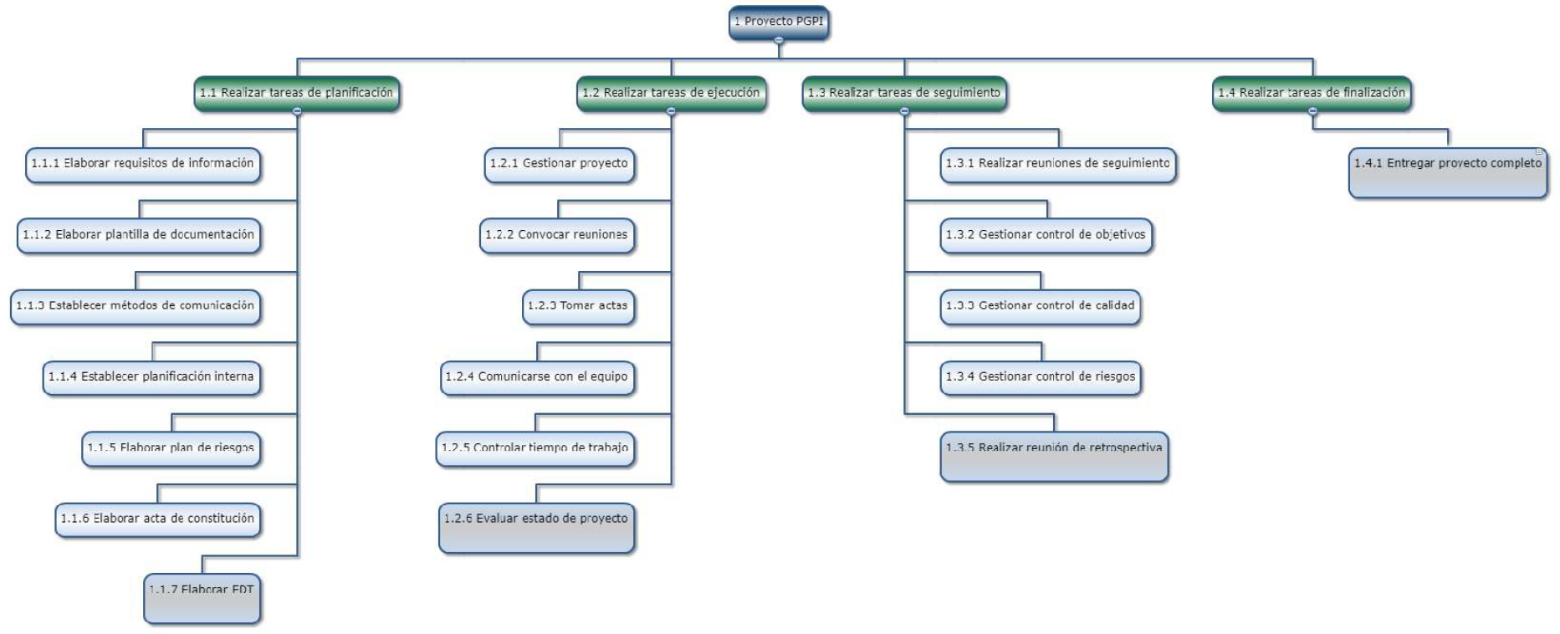 1 Proyecto PGPI
1.1 Realizar tareas de planificación
1.2 Realizar tareas de ejecución
1.3 Realizar tareas de seguimiento
1.4 Realizar tareas de finalización
1.1.1 Elaborar requisitos de información
1.1.2 Elaborar plantilla de documentación
1.1.3 Establecer métodos de comunicación
1.1.4 Establecer planificación interna
1.1.5 Elaborar plan de riesgos
1.1.6 Elaborar acta de constitución
1.1.7 Elaborar EDT
1.2.1 Gestionar proyecto
1.2.2 Convocar reuniones
1.2.3 Tomar actas
1.2.4 Comunicarse con el equipo
1.2.5 Controlar tiempo de trabajo
1.2.6 Evaluar estado de proyecto
1.3.1 Realizar reuniones de seguimiento
1.3.2 Gestionar control de objetivos
1.3.3 Gestionar control de calidad
1.3.4 Gestionar control de riesgos
1.3.5 Realizar reunión de retrospectiva
1.4.1 Entregar proyecto completo